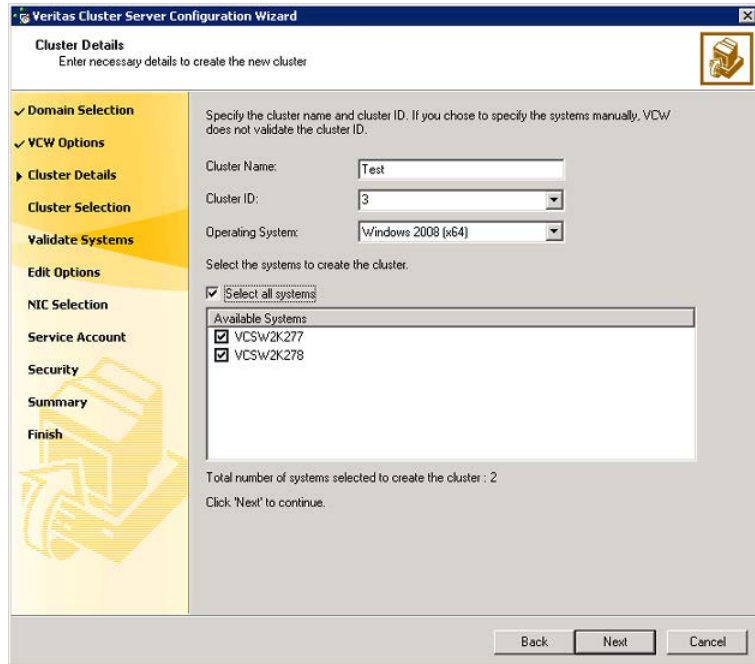 Veritas Cluster Server Configuration Wizard
Cluster Details
Enter necessary details to create the new cluster
Domain Selection
VCW Options
Cluster Details
Cluster Selection
Validate Systems
Edit Options
NIC Selection
Service Account
Security
Summary
Finish
Specify the cluster name and cluster ID. If you chose to specify the systems manually, VCW
does not validate the cluster ID.
Cluster Name: Test
Cluster ID: 3
Operating System: Windows 2008 (x64)
Select the systems to create the cluster.
Select all systems
Available Systems
VCSW2K277
VCSW2K278
Total number of systems selected to create the cluster : 2
Click 'Next' to continue.
Back Next Cancel